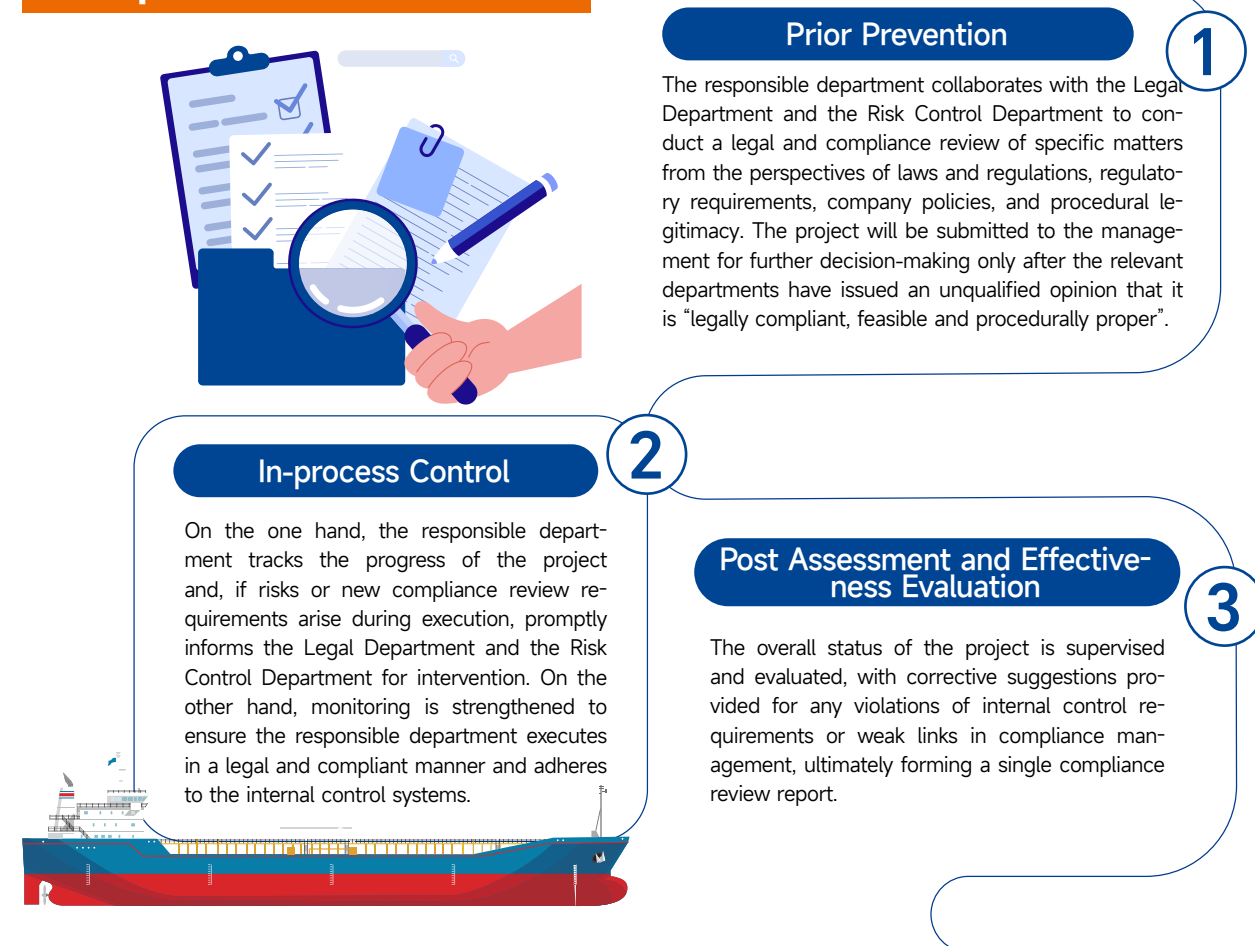 Prior Prevention
1
The responsible department collaborates with the Legal
Department and the Risk Control Department to con-
duct a legal and compliance review of specific matters
from the perspectives of laws and regulations, regulato-
ry requirements, company policies, and procedural le-
gitimacy. The project will be submitted to the manage-
ment for further decision-making only after the relevant
departments have issued an unqualified opinion that it
is “legally compliant, feasible and procedurally proper”.
2
In-process Control
On the one hand, the responsible depart-
ment tracks the progress of the project
and, if risks or new compliance review re-
quirements arise during execution, promptly
informs the Legal Department and the Risk
Control Department for intervention. On the
other hand, monitoring is strengthened to
ensure the responsible department executes
in a legal and compliant manner and adheres
to the internal control systems.
Post Assessment and Effective-
ness Evaluation
3
The overall status of the project is supervised
and evaluated, with corrective suggestions pro-
vided for any violations of internal control re-
quirements or weak links in compliance man-
agement, ultimately forming a single compliance
review report.